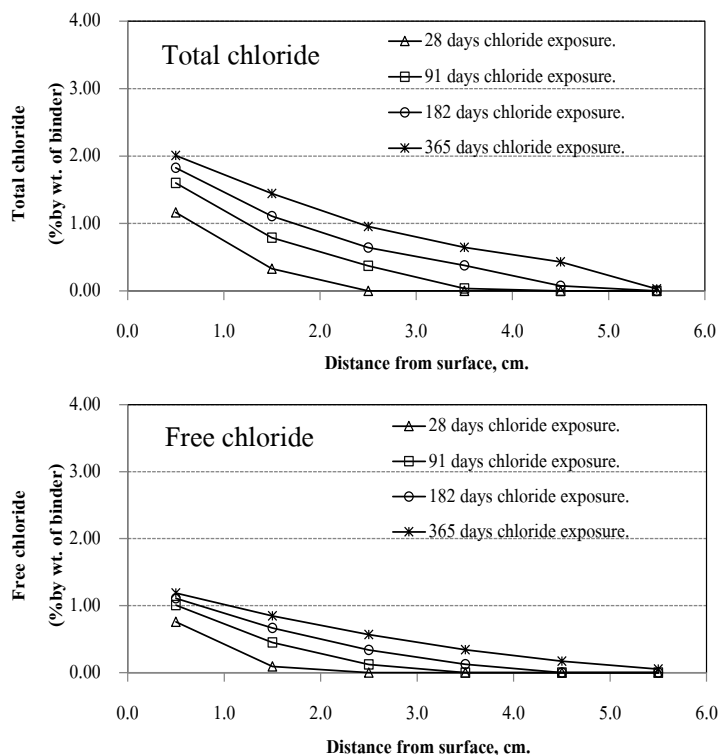 4.00
Total chloride
28 days chloride exposure.
91 days chloride exposure.
182 days chloride exposure.
365 days chloride exposure.
3.00
2.00
1.00
0.00
Total chloride
(%by wt. of binder)
0.0 1.0 2.0 3.0 4.0 5.0 6.0
Distance from surface, cm.
4.00
Free chloride
28 days chloride exposure.
91 days chloride exposure.
182 days chloride exposure.
365 days chloride exposure.
3.00
2.00
1.00
0.00
Free chloride
(%by wt. of binder)
0.0 1.0 2.0 3.0 4.0 5.0 6.0
Distance from surface, cm.